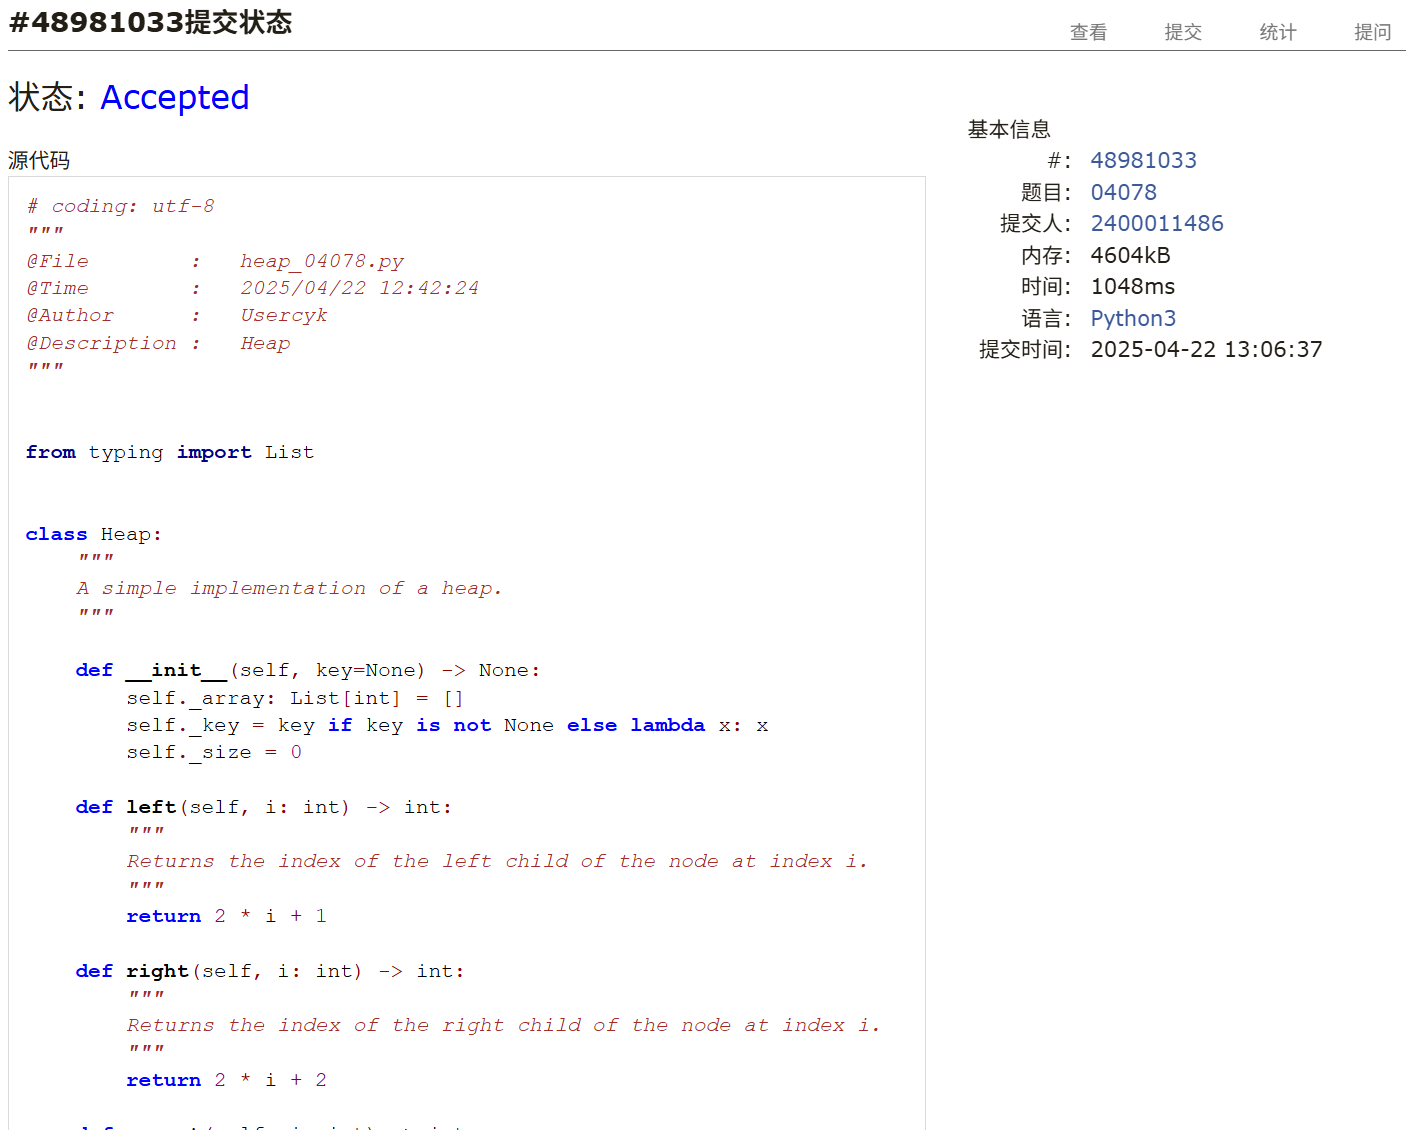 #48981033提交状态
查看 提交 统计 提问
状态: Accepted
源代码
# coding: utf-8
"""
@File        :   heap_04078.py
@Time        :   2025/04/22 12:42:24
@Author      :   Usercyk
@Description :   Heap
"""
from typing import List
class Heap:
    """
    A simple implementation of a heap.
    """
    def __init__(self, key=None) -> None:
        self._array: List[int] = []
        self._key = key if key is not None else lambda x: x
        self._size = 0
    def left(self, i: int) -> int:
        """
        Returns the index of the left child of the node at index i.
        """
        return 2 * i + 1
    def right(self, i: int) -> int:
        """
        Returns the index of the right child of the node at index i.
        """
        return 2 * i + 2
基本信息
#: 48981033
题目: 04078
提交人: 2400011486
内存: 4604kB
时间: 1048ms
语言: Python3
提交时间: 2025-04-22 13:06:37